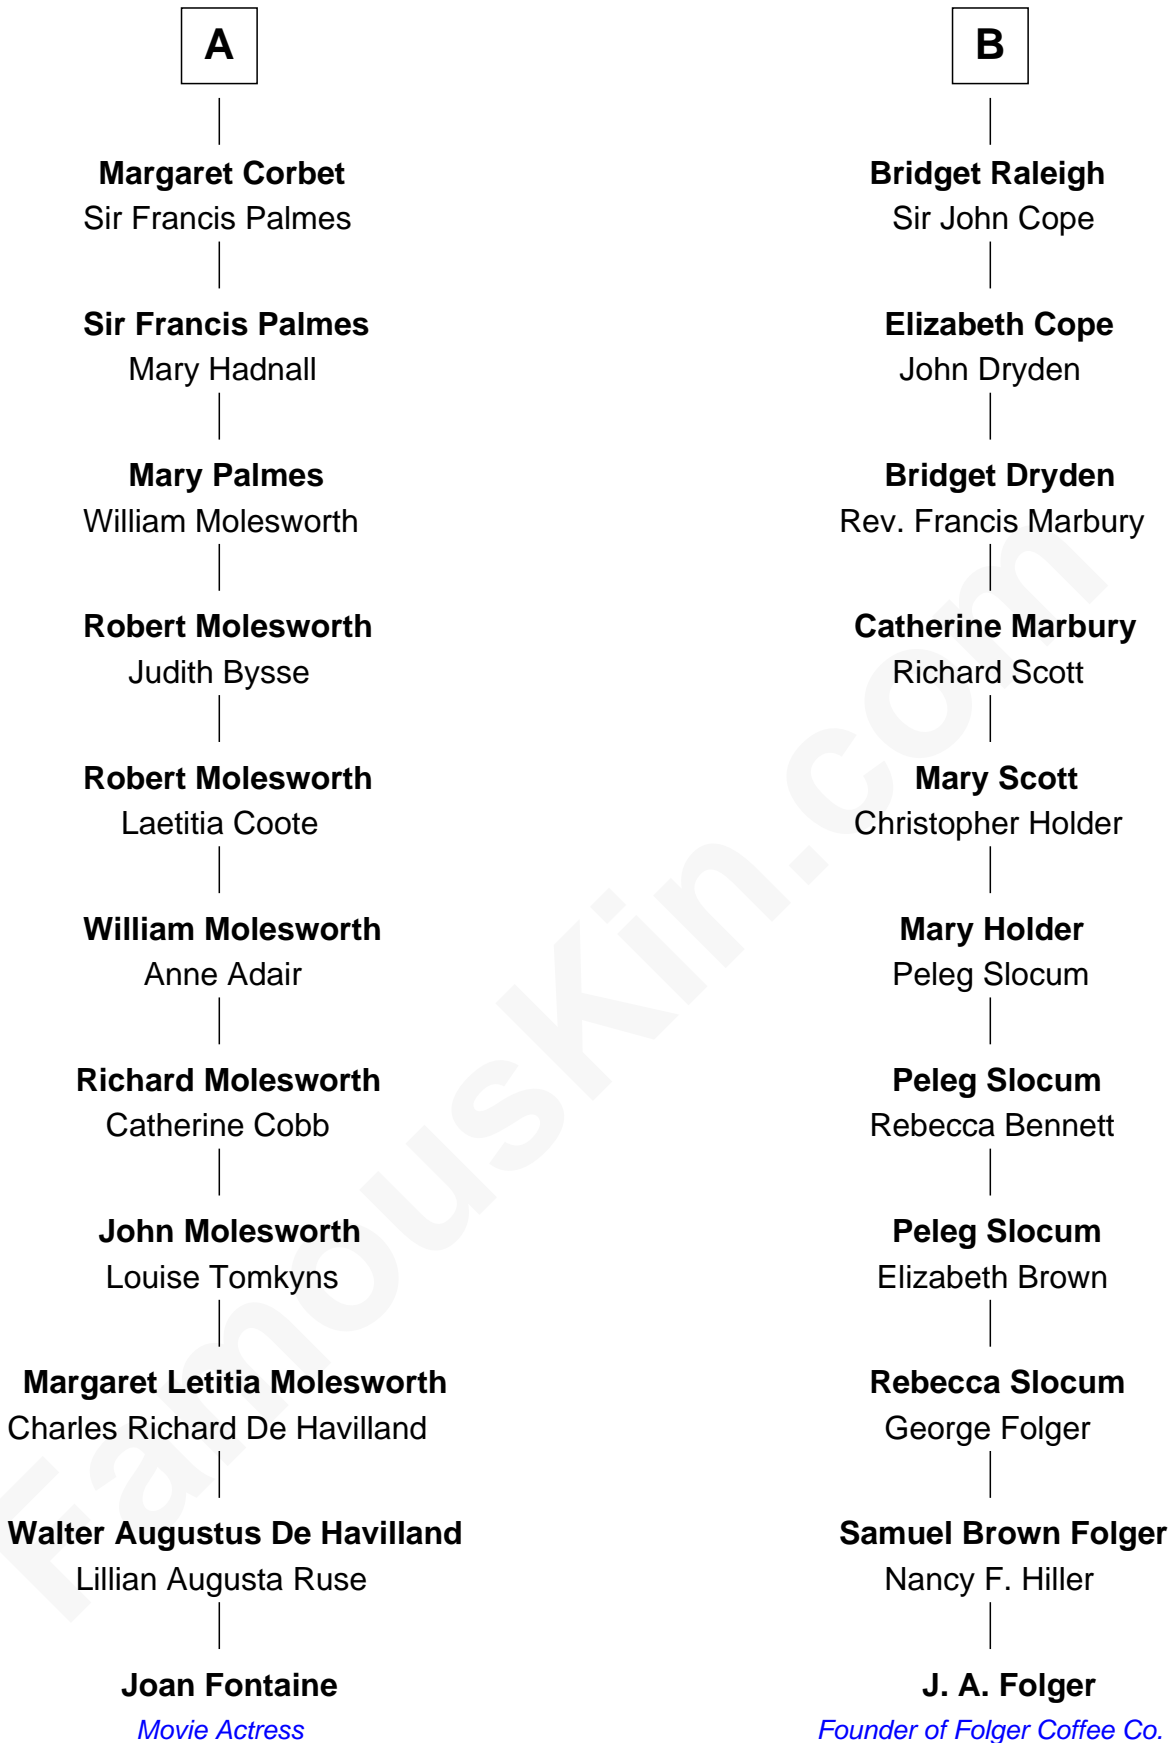 A
Margaret Corbet
Sir Francis Palmes
Sir Francis Palmes
Mary Hadnall
Mary Palmes
William Molesworth
Robert Molesworth
Judith Bysse
Robert Molesworth
Laetitia Coote
William Molesworth
Anne Adair
Richard Molesworth
Catherine Cobb
John Molesworth
Louise Tomkyns
Margaret Letitia Molesworth
Charles Richard De Havilland
Walter Augustus De Havilland
Lillian Augusta Ruse
Joan Fontaine
Movie Actress
B
Bridget Raleigh
Sir John Cope
Elizabeth Cope
John Dryden
Bridget Dryden
Rev. Francis Marbury
Catherine Marbury
Richard Scott
Mary Scott
Christopher Holder
Mary Holder
Peleg Slocum
Peleg Slocum
Rebecca Bennett
Peleg Slocum
Elizabeth Brown
Rebecca Slocum
George Folger
Samuel Brown Folger
Nancy F. Hiller
J. A. Folger
Founder of Folger Coffee Co.
FamousKin.com